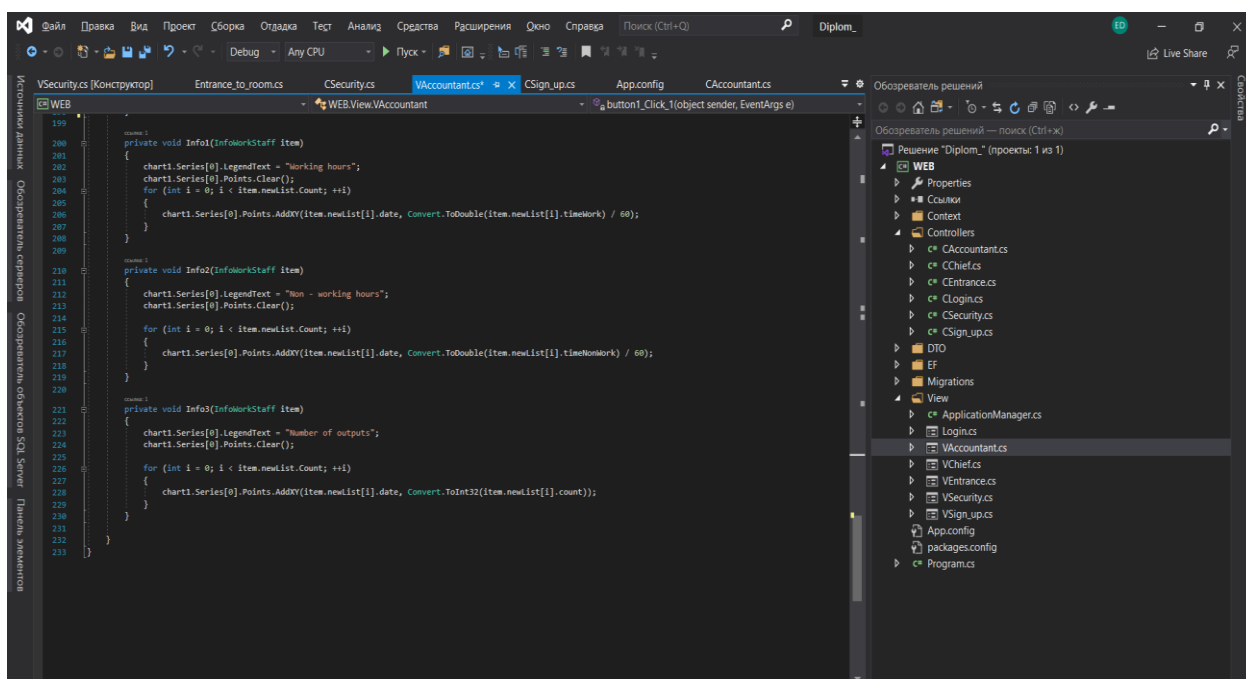 Файл Правка Вид Проект Сборка Отладка Тест Анализ Средства Расширения Окно Справка Поиск (Ctrl+Q) Diplom_ ED
Debug Any CPU Пуск Live Share
VSecurity.cs [Конструктор] Entrance_to_room.cs CSecurity.cs VAccountant.cs* CSign_up.cs App.config CAccountant.cs
WEB WEB.View.VAccountant button1_Click_1(object sender, EventArgs e)
199
ссылка: 1
200 private void Info1(InfoWorkStaff item)
201 {
202 chart1.Series[0].LegendText = "Working hours";
203 chart1.Series[0].Points.Clear();
204 for (int i = 0; i < item.newList.Count; ++i)
205 {
206 chart1.Series[0].Points.AddXY(item.newList[i].date, Convert.ToDouble(item.newList[i].timeWork) / 60);
207 }
208 }
209
ссылка: 1
210 private void Info2(InfoWorkStaff item)
211 {
212 chart1.Series[0].LegendText = "Non - working hours";
213 chart1.Series[0].Points.Clear();
214
215 for (int i = 0; i < item.newList.Count; ++i)
216 {
217 chart1.Series[0].Points.AddXY(item.newList[i].date, Convert.ToDouble(item.newList[i].timeNonWork) / 60);
218 }
219 }
220
ссылка: 1
221 private void Info3(InfoWorkStaff item)
222 {
223 chart1.Series[0].LegendText = "Number of outputs";
224 chart1.Series[0].Points.Clear();
225
226 for (int i = 0; i < item.newList.Count; ++i)
227 {
228 chart1.Series[0].Points.AddXY(item.newList[i].date, Convert.ToInt32(item.newList[i].count));
229 }
230 }
231
232 }
233 }
Источники данных
Обозреватель серверов
Обозреватель объектов SQL Server
Панель элементов
Обозреватель решений
Обозреватель решений — поиск (Ctrl+ж)
Решение "Diplom_" (проекты: 1 из 1)
WEB
Properties
Ссылки
Context
Controllers
CAccountant.cs
CChief.cs
CEntrance.cs
CLogin.cs
CSecurity.cs
CSign_up.cs
DTO
EF
Migrations
View
ApplicationManager.cs
Login.cs
VAccountant.cs
VChief.cs
VEntrance.cs
VSecurity.cs
VSign_up.cs
App.config
packages.config
Program.cs
Свойства